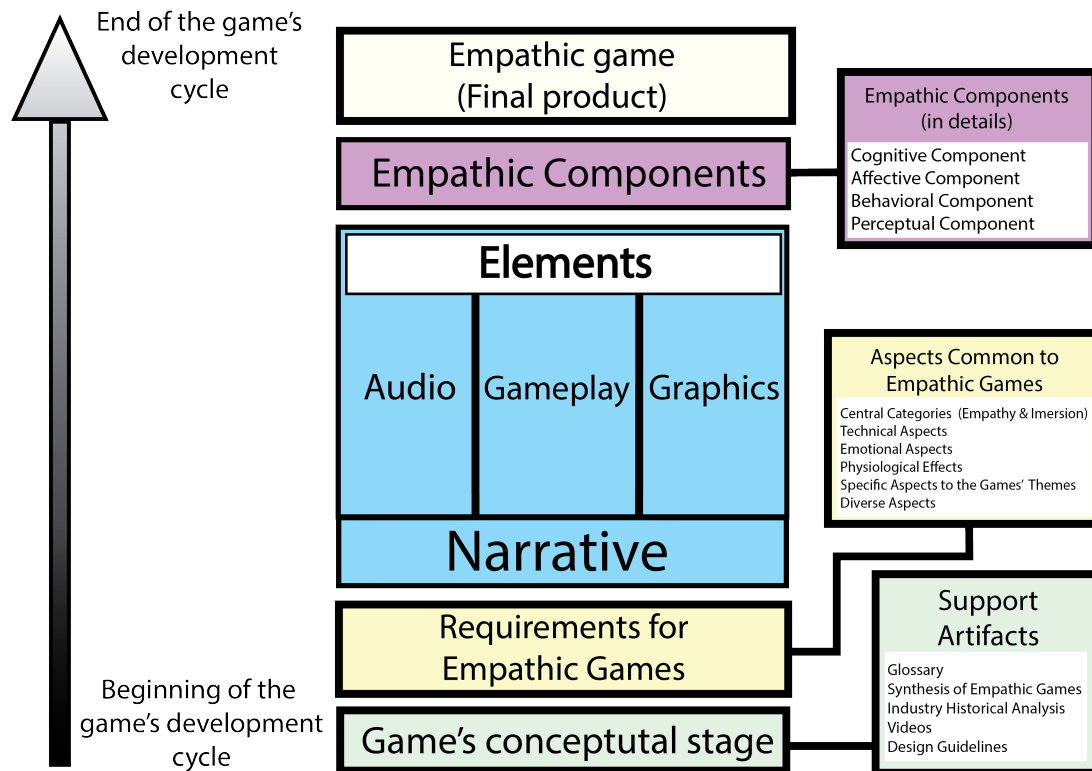 End of the game's
development
cycle
Empathic game
(Final product)
Empathic Components
Empathic Components
(in details)
Cognitive Component
Affective Component
Behavioral Component
Perceptual Component
Elements
Audio
Gameplay
Graphics
Narrative
Aspects Common to
Empathic Games
Central Categories (Empathy & Imersion)
Technical Aspects
Emotional Aspects
Physiological Effects
Specific Aspects to the Games' Themes
Diverse Aspects
Requirements for
Empathic Games
Support
Artifacts
Glossary
Synthesis of Empathic Games
Industry Historical Analysis
Videos
Design Guidelines
Beginning of the
game's development
cycle
Game's conceptutal stage